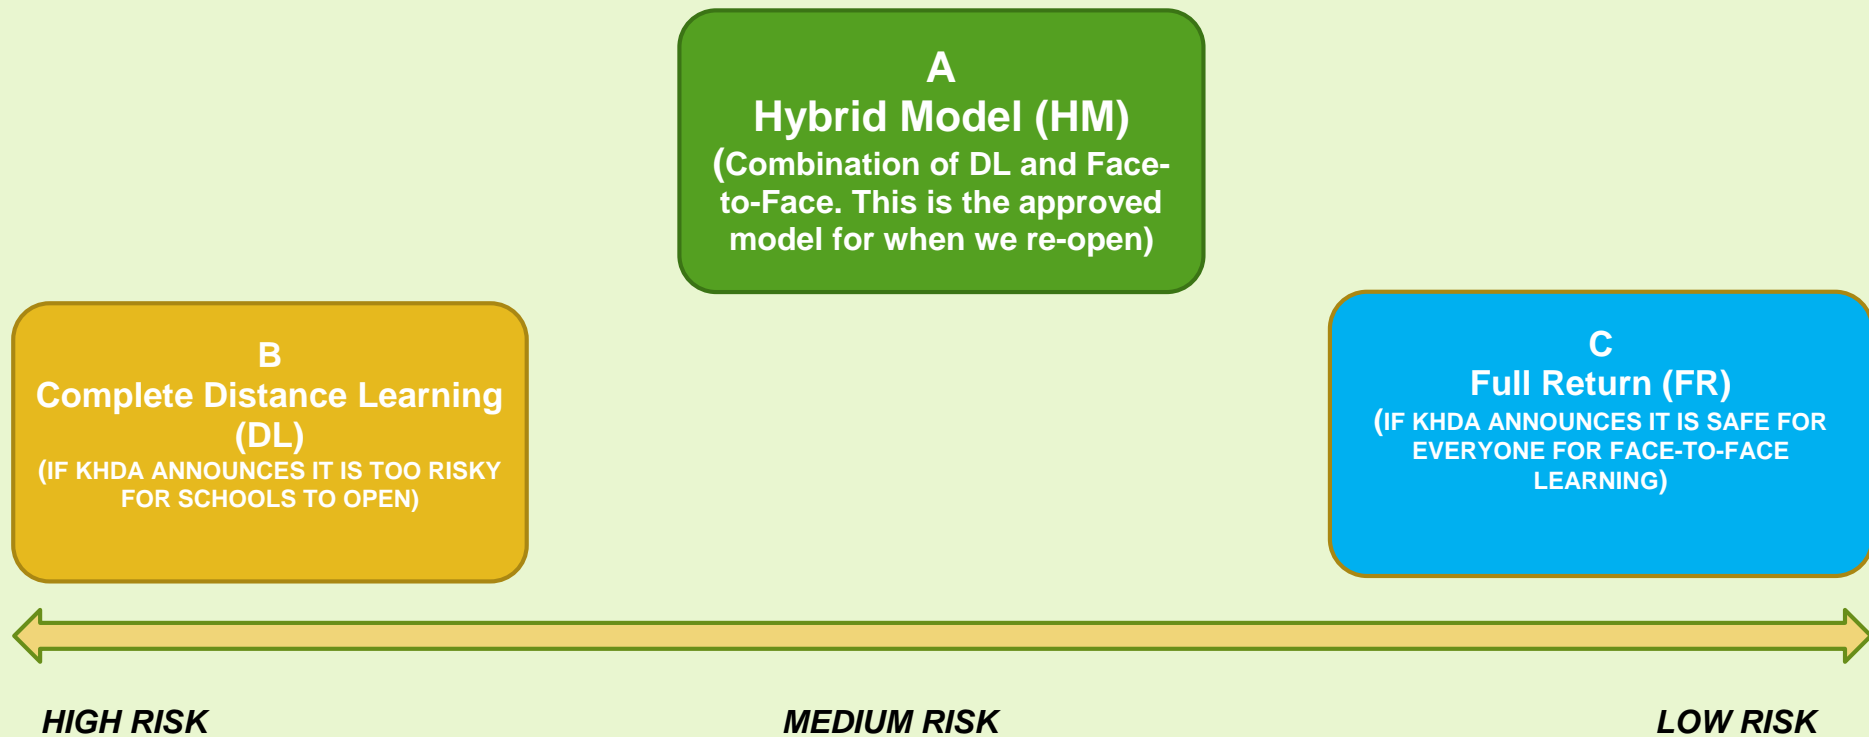 A
Hybrid Model (HM)
(Combination of DL and Face-
to-Face. This is the approved
model for when we re-open)
B
Complete Distance Learning
(DL)
(IF KHDA ANNOUNCES IT IS TOO RISKY
FOR SCHOOLS TO OPEN)
C
Full Return (FR)
(IF KHDA ANNOUNCES IT IS SAFE FOR
EVERYONE FOR FACE-TO-FACE
LEARNING)
HIGH RISK
MEDIUM RISK
LOW RISK